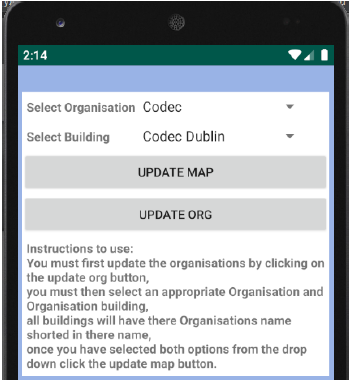 2:14
Select Organisation Codec
Select Building Codec Dublin
UPDATE MAP
UPDATE ORG
Instructions to use:
You must first update the organisations by clicking on
the update org button,
you must then select an appropriate Organisation and
Organisation building,
all buildings will have there Organisations name
shorted in there name,
once you have selected both options from the drop
down click the update map button.